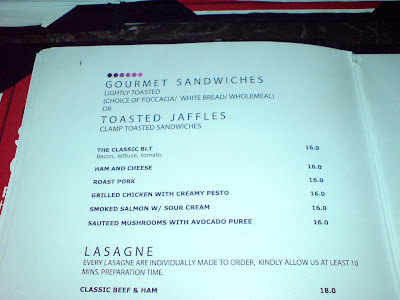 GOURMET SANDWICHES
LIGHTLY TOASTED
(CHOICE OF FOCCACIA/ WHITE BREAD/ WHOLEMEAL)
OR
TOASTED JAFFLES
CLAMP TOASTED SANDWICHES
THE CLASSIC BLT 16.0
Bacon, lettuce, tomato.
HAM AND CHEESE 16.0
ROAST PORK 16.0
GRILLED CHICKEN WITH CREAMY PESTO 16.0
SMOKED SALMON W/ SOUR CREAM 16.0
SAUTEED MUSHROOMS WITH AVOCADO PUREE 16.0
LASAGNE
EVERY LASAGNE ARE INDIVIDUALLY MADE TO ORDER, KINDLY ALLOW US AT LEAST 10
MINS. PREPARATION TIME.
CLASSIC BEEF & HAM 18.0